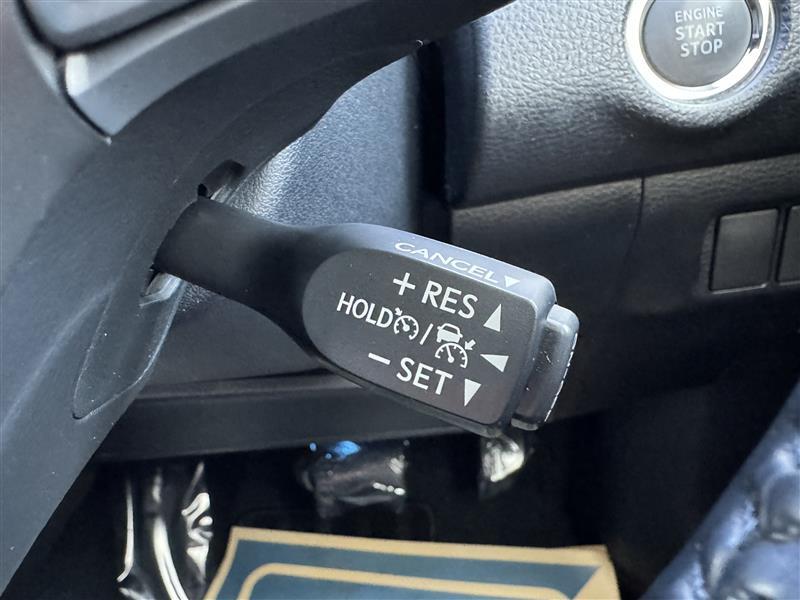 ENGINE
START
STOP
CANCEL▼
+ RES ▲
HOLD / ◀
− SET ▼